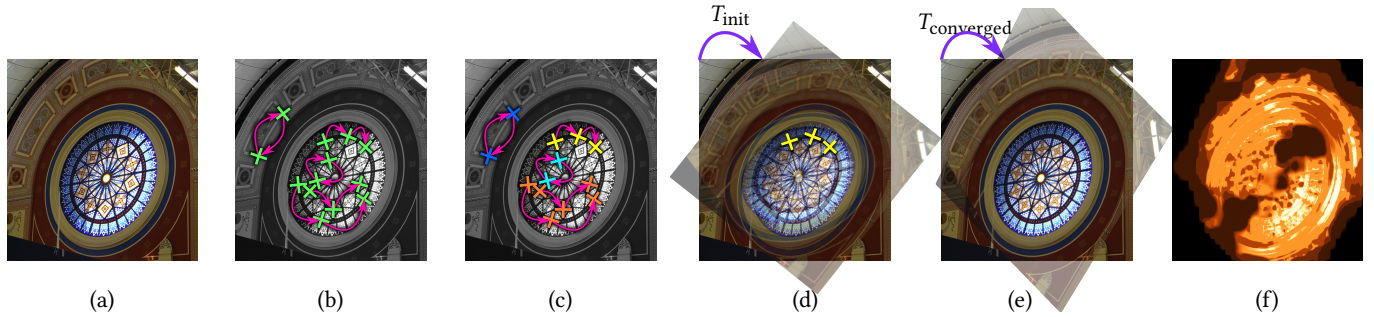 T_init
T_converged
(a)
(b)
(c)
(d)
(e)
(f)